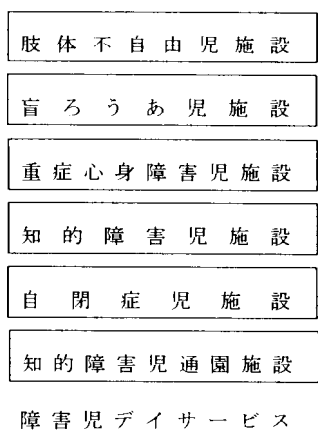 肢体不自由児施設
盲ろうあ児施設
重症心身障害児施設
知的障害児施設
自閉症児施設
知的障害児通園施設
障害児デイサービス